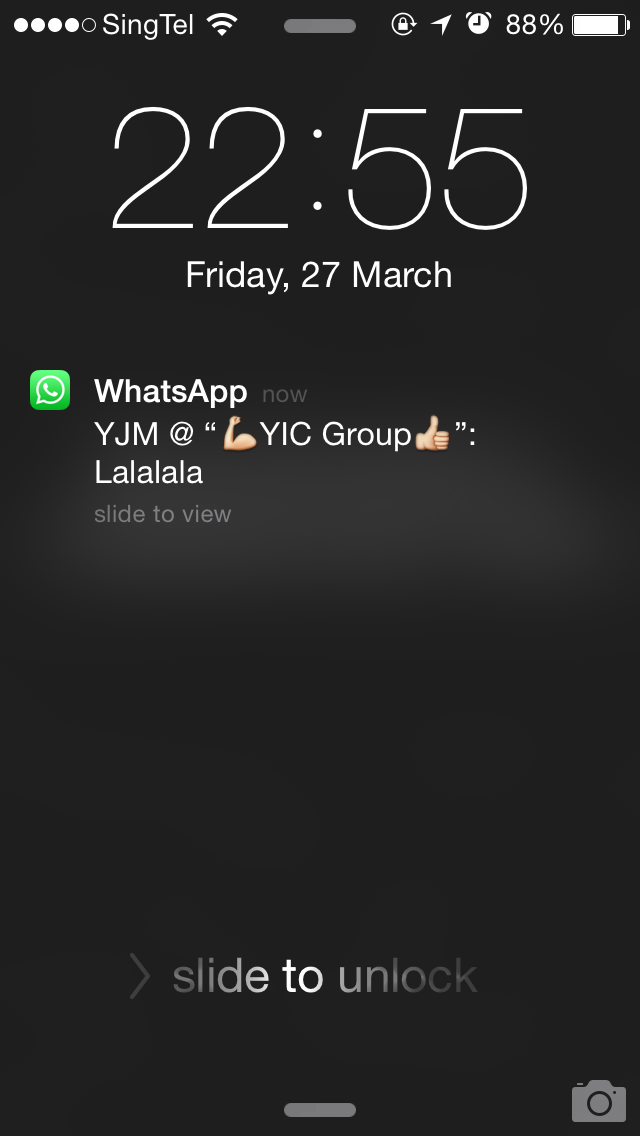 SingTel 88%
22:55
Friday, 27 March
WhatsApp now
YJM @ “💪YIC Group👍”:
Lalalala
slide to view
slide to unlock